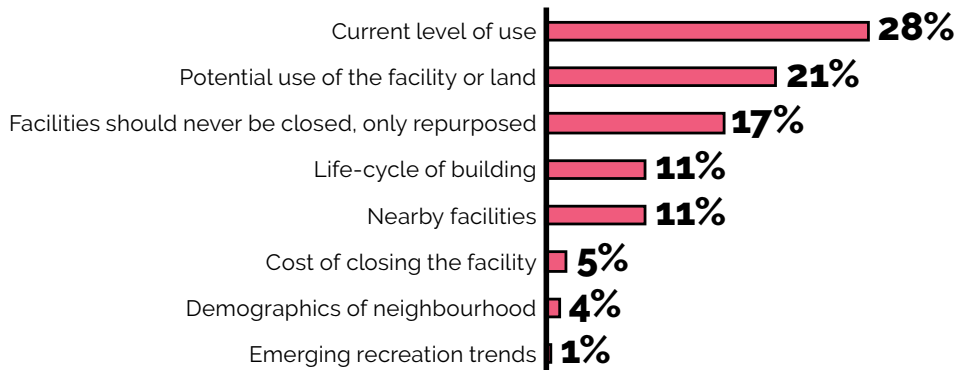 Current level of use 28%
Potential use of the facility or land 21%
Facilities should never be closed, only repurposed 17%
Life-cycle of building 11%
Nearby facilities 11%
Cost of closing the facility 5%
Demographics of neighbourhood 4%
Emerging recreation trends 1%